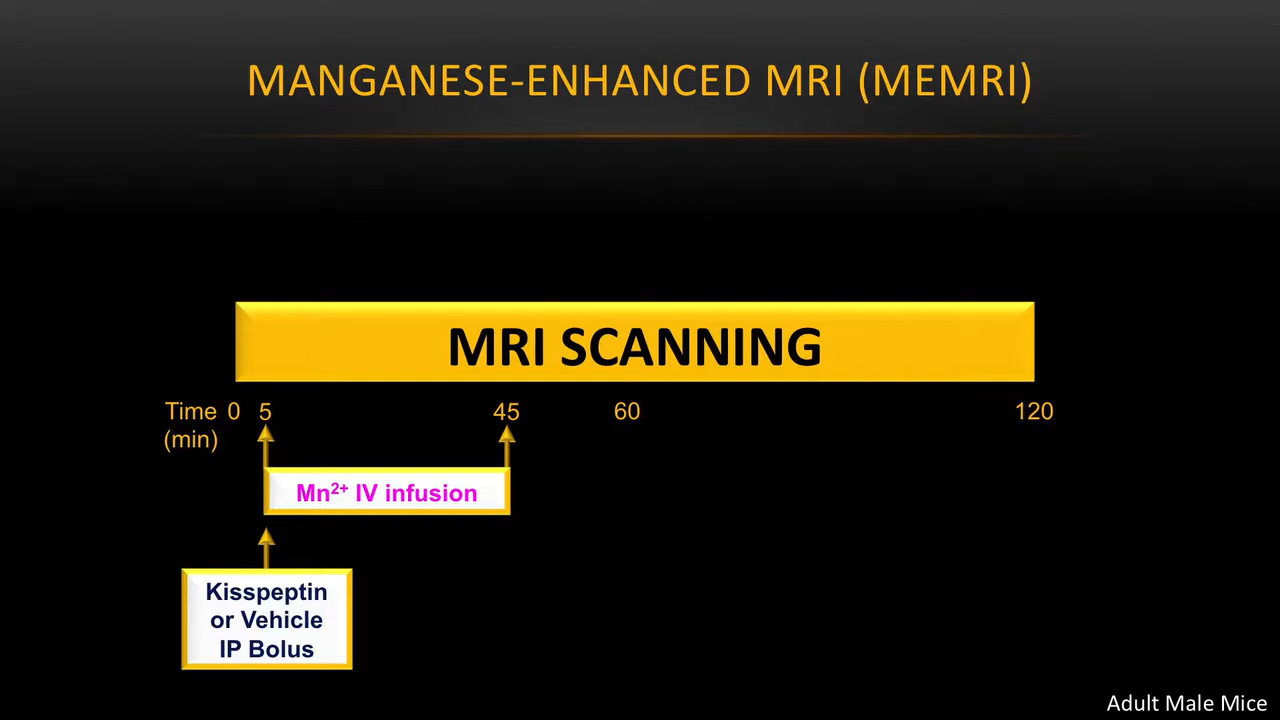 MANGANESE-ENHANCED MRI (MEMRI)
MRI SCANNING
Time 0 5 45 60 120
(min)
Mn²⁺ IV infusion
Kisspeptin
or Vehicle
IP Bolus
Adult Male Mice